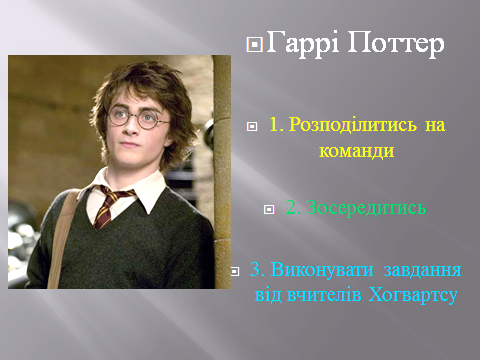 Гаррі Поттер
1. Розподілитись на
команди
2. Зосередитись
3. Виконувати завдання
від вчителів Хогвартсу